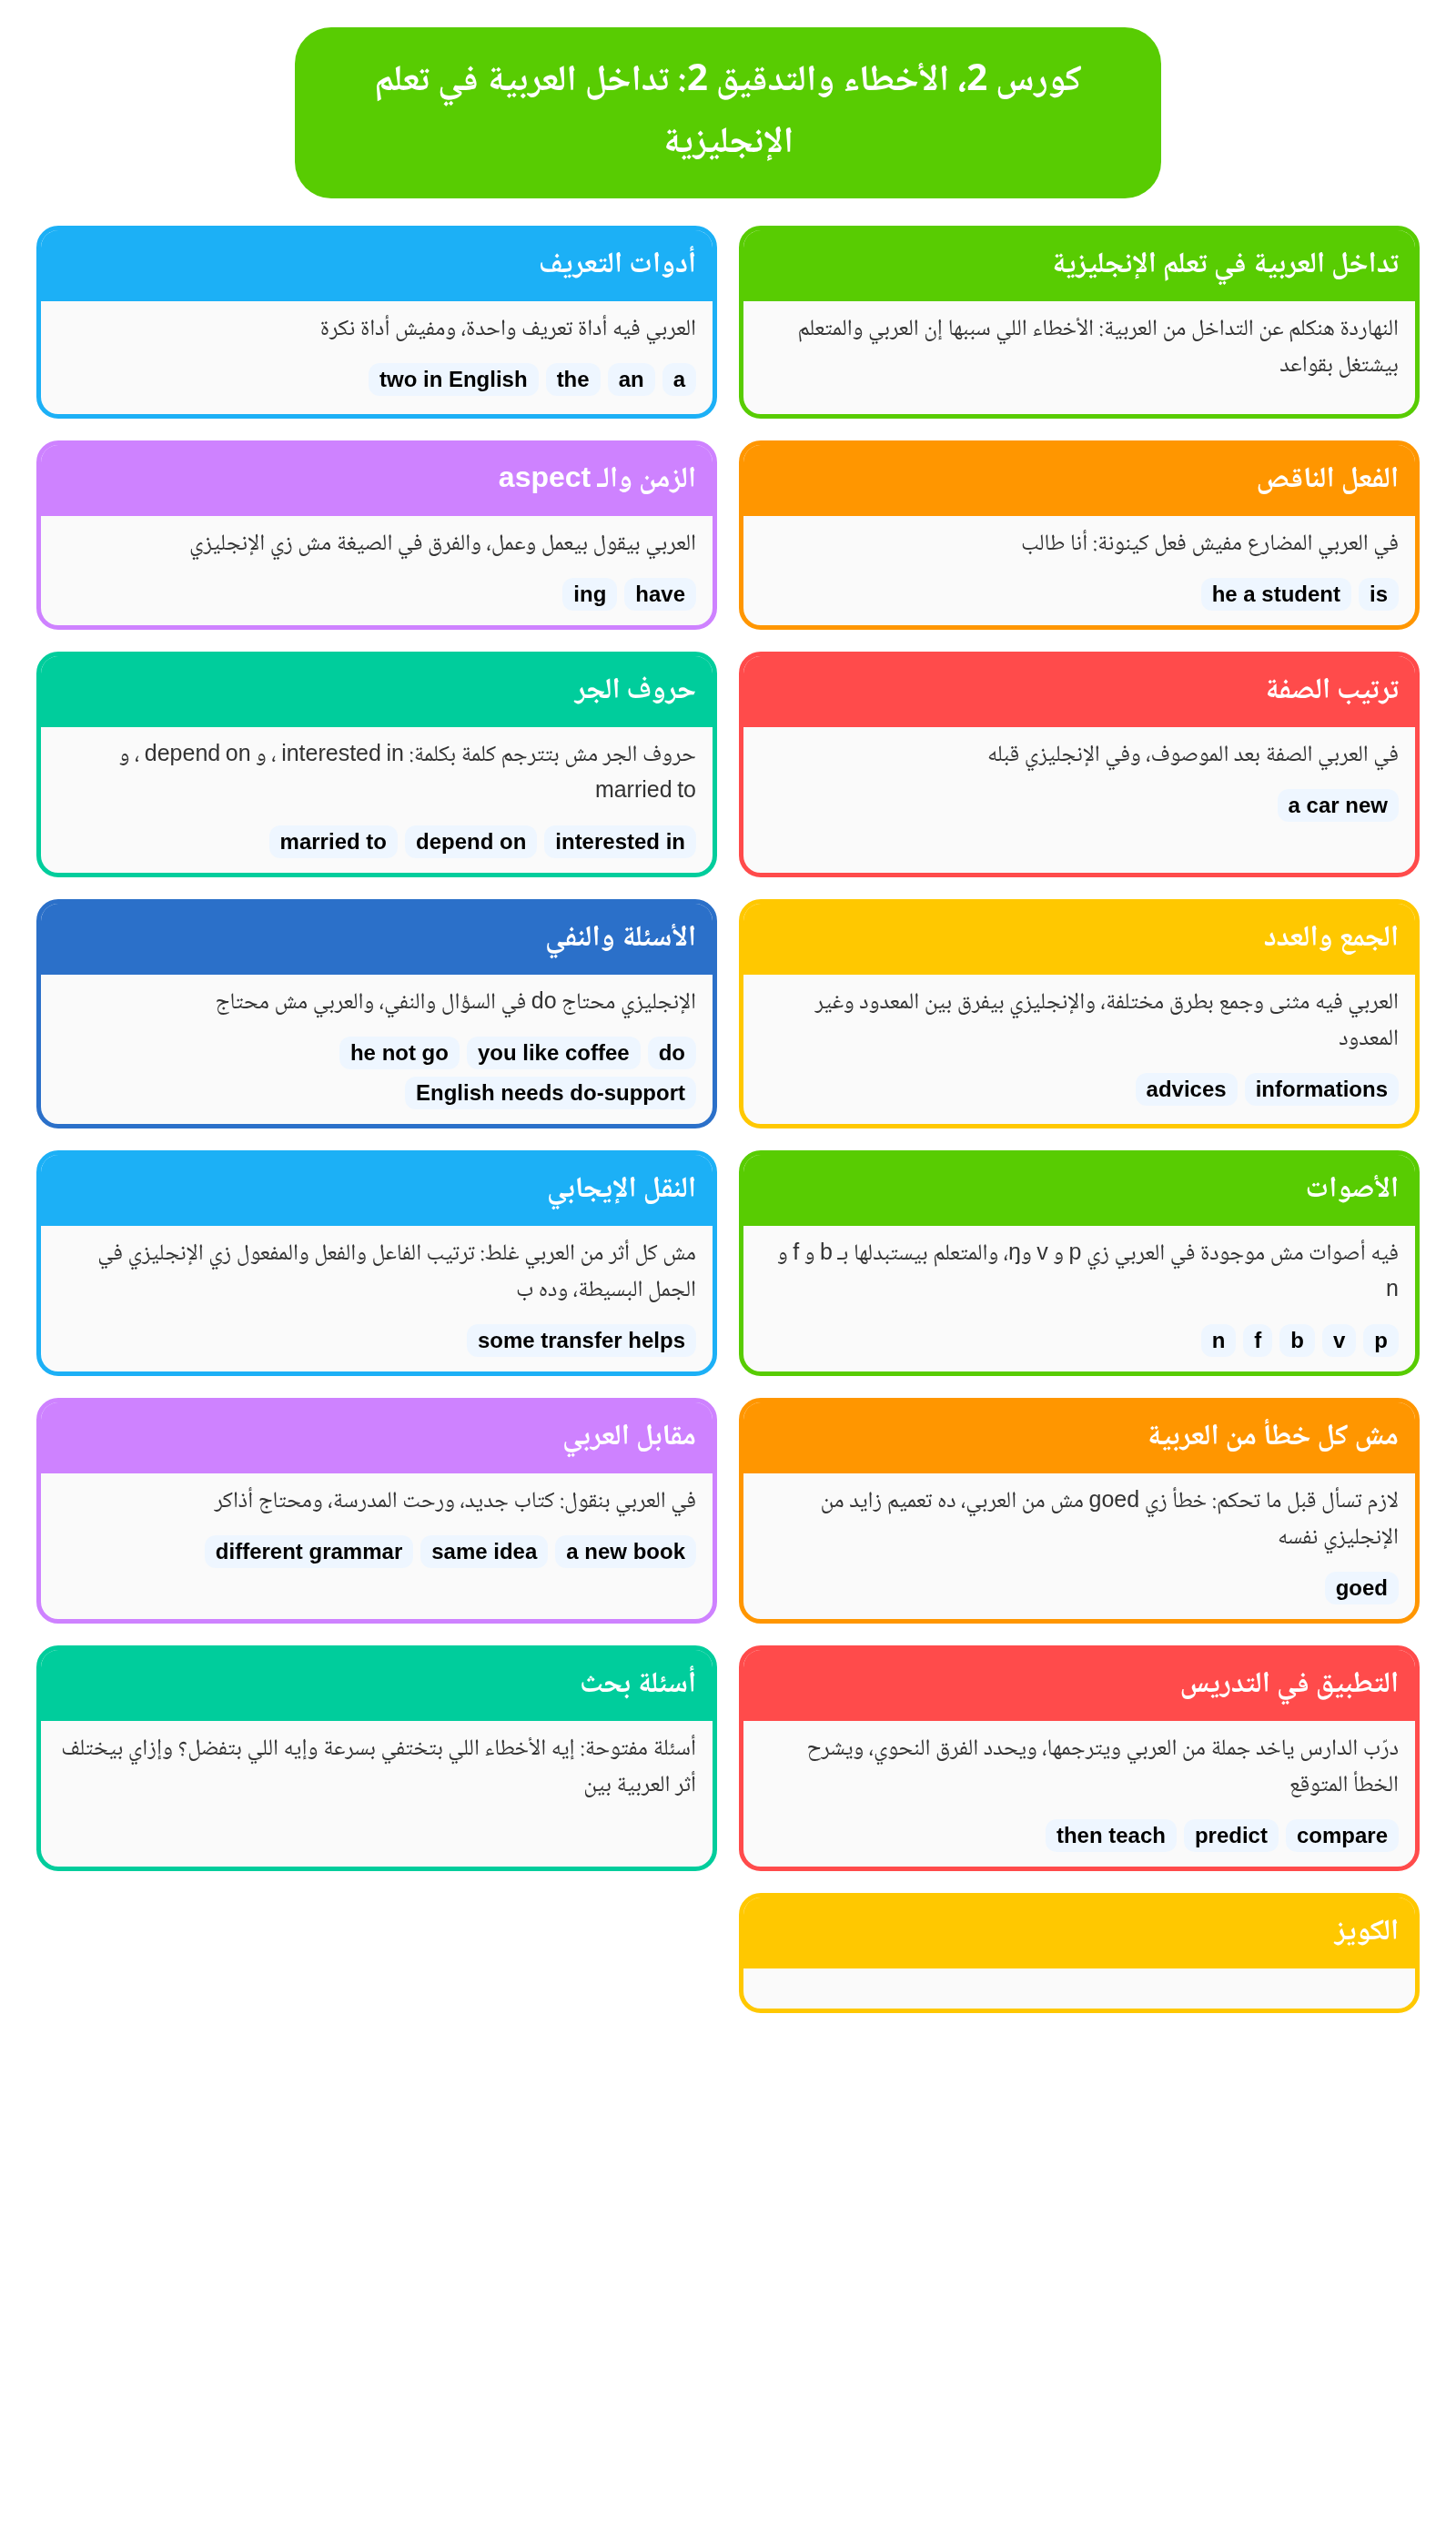 كورس 2، الأخطاء والتدقيق 2: تداخل العربية في تعلم
الإنجليزية
تداخل العربية في تعلم الإنجليزية
النهاردة هنكلم عن التداخل من العربية: الأخطاء اللي سببها إن العربي والمتعلم
بيشتغل بقواعد
أدوات التعريف
العربي فيه أداة تعريف واحدة، ومفيش أداة نكرة
a an the two in English
الفعل الناقص
في العربي المضارع مفيش فعل كينونة: أنا طالب
is he a student
الزمن والـ aspect
العربي بيقول بيعمل وعمل، والفرق في الصيغة مش زي الإنجليزي
have ing
ترتيب الصفة
في العربي الصفة بعد الموصوف، وفي الإنجليزي قبله
a car new
حروف الجر
حروف الجر مش بتترجم كلمة بكلمة: interested in ، و depend on ، و
married to
interested in depend on married to
الجمع والعدد
العربي فيه مثنى وجمع بطرق مختلفة، والإنجليزي بيفرق بين المعدود وغير
المعدود
informations advices
الأسئلة والنفي
الإنجليزي محتاج do في السؤال والنفي، والعربي مش محتاج
do you like coffee he not go
English needs do-support
الأصوات
فيه أصوات مش موجودة في العربي زي p و v وŋ، والمتعلم بيستبدلها بـ b و f و
n
p v b f n
النقل الإيجابي
مش كل أثر من العربي غلط: ترتيب الفاعل والفعل والمفعول زي الإنجليزي في
الجمل البسيطة، وده ب
some transfer helps
مش كل خطأ من العربية
لازم تسأل قبل ما تحكم: خطأ زي goed مش من العربي، ده تعميم زايد من
الإنجليزي نفسه
goed
مقابل العربي
في العربي بنقول: كتاب جديد، ورحت المدرسة، ومحتاج أذاكر
a new book same idea different grammar
التطبيق في التدريس
درّب الدارس ياخد جملة من العربي ويترجمها، ويحدد الفرق النحوي، ويشرح
الخطأ المتوقع
compare predict then teach
أسئلة بحث
أسئلة مفتوحة: إيه الأخطاء اللي بتختفي بسرعة وإيه اللي بتفضل؟ وإزاي بيختلف
أثر العربية بين
الكويز